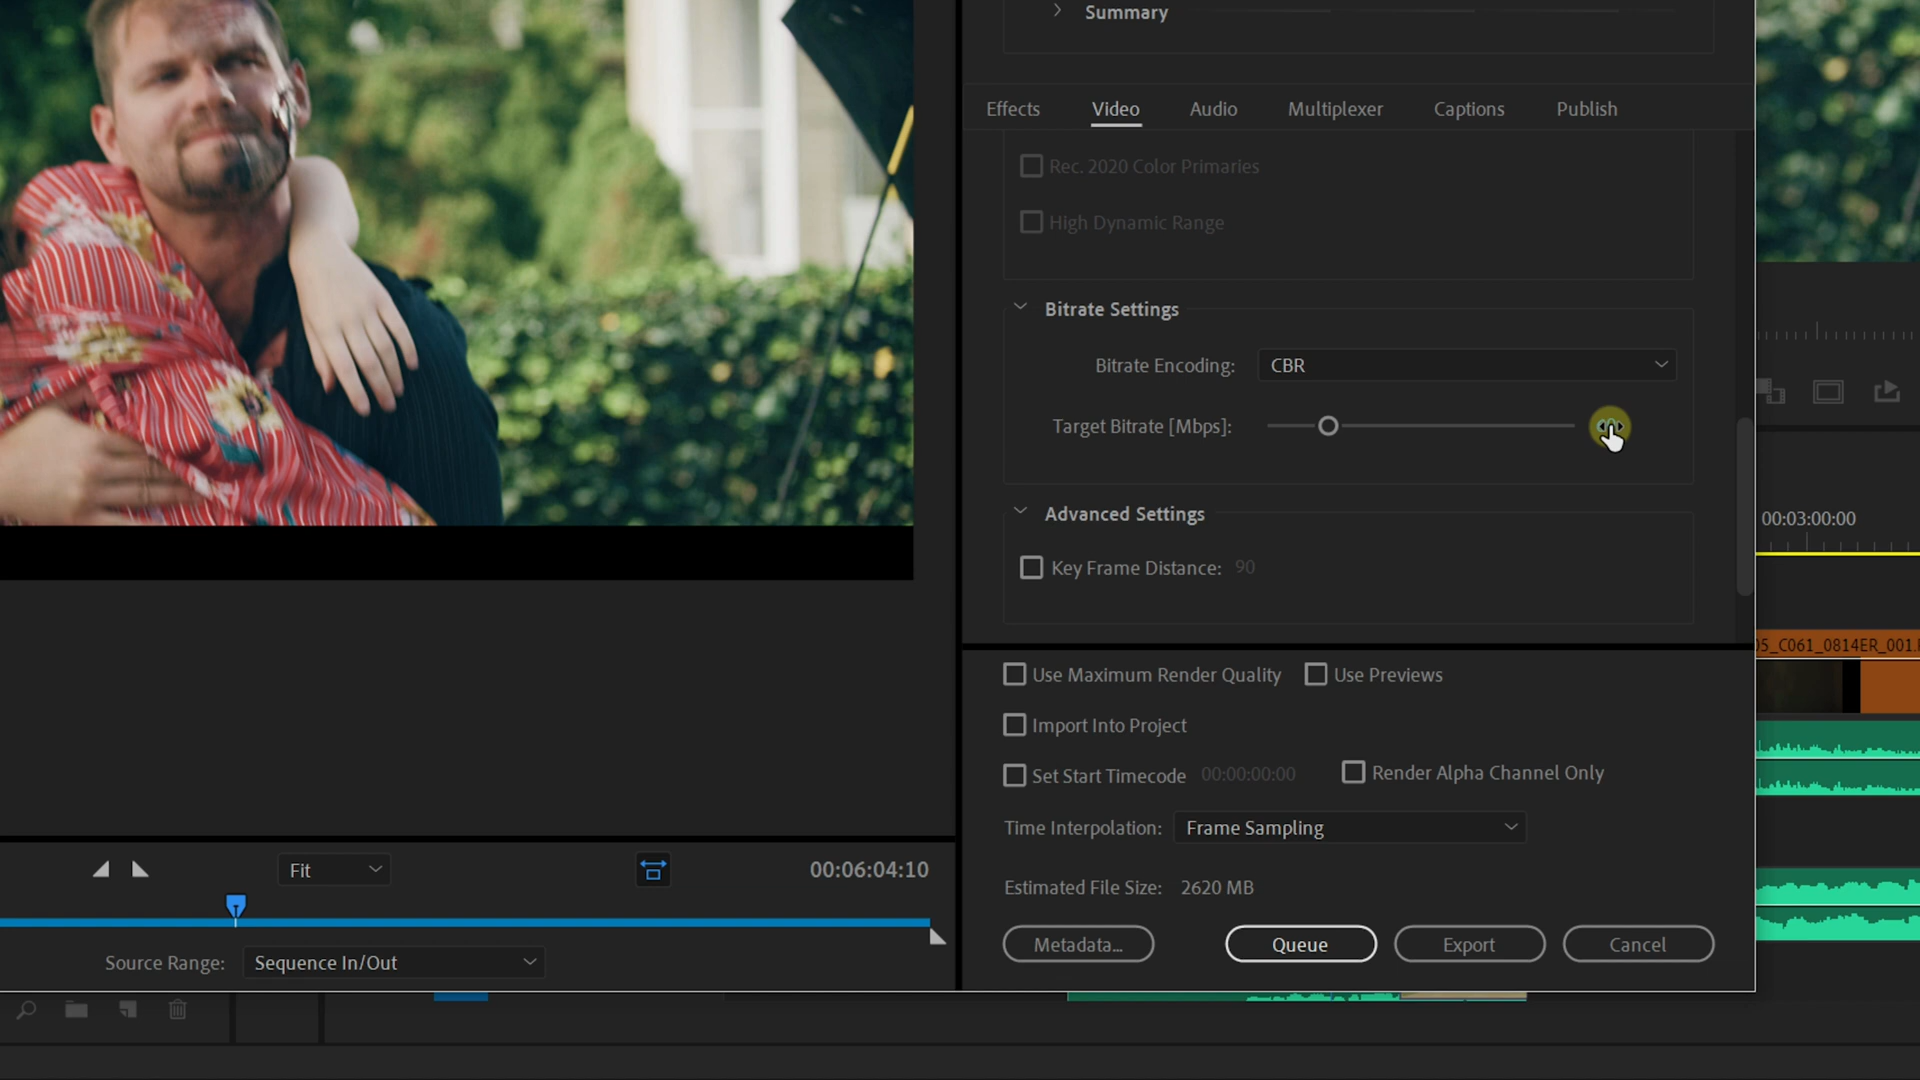 Summary
Effects Video Audio Multiplexer Captions Publish
Rec. 2020 Color Primaries
High Dynamic Range
Bitrate Settings
Bitrate Encoding: CBR
Target Bitrate [Mbps]:
00:03:00:00
Advanced Settings
Key Frame Distance: 90
05_C061_0814ER_001.
Use Maximum Render Quality Use Previews
Import Into Project
Set Start Timecode 00:00:00:00 Render Alpha Channel Only
Time Interpolation: Frame Sampling
Fit 00:06:04:10
Estimated File Size: 2620 MB
Metadata... Queue Export Cancel
Source Range: Sequence In/Out